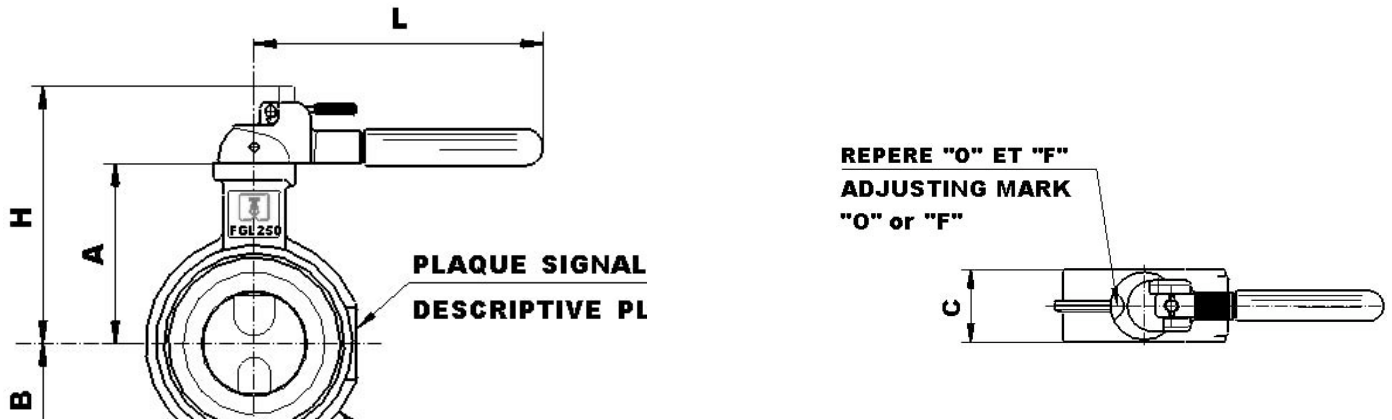 L
H
A
FGL250
PLAQUE SIGNAL
DESCRIPTIVE PL
B
REPERE "O" ET "F"
ADJUSTING MARK
"O" or "F"
C